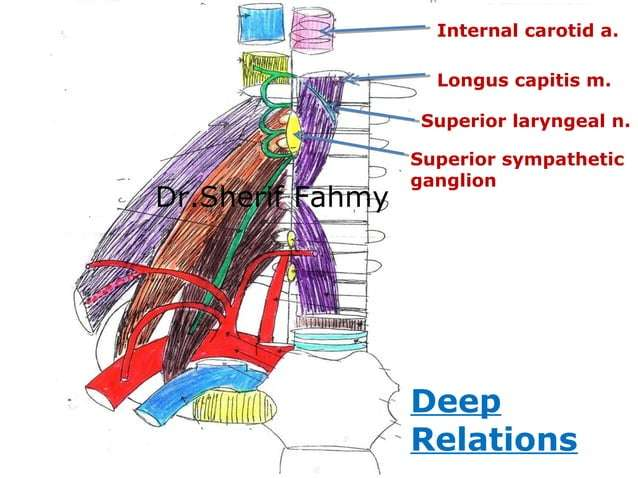 Internal carotid a.
Longus capitis m.
Superior laryngeal n.
Superior sympathetic
ganglion
Dr.Sherif Fahmy
Deep
Relations